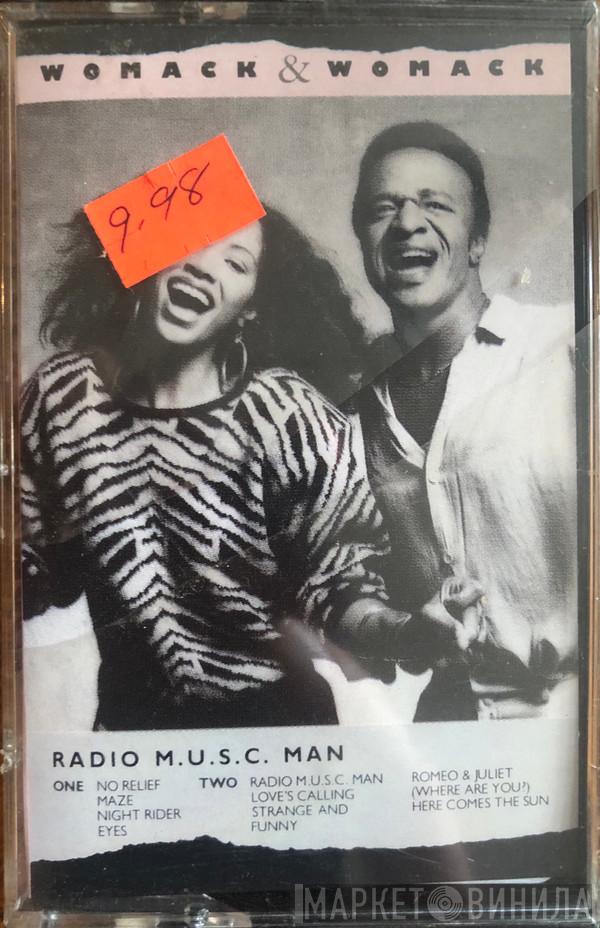 WOMACK & WOMACK
9.98
RADIO M.U.S.C. MAN
ONE NO RELIEF
MAZE
NIGHT RIDER
EYES
TWO RADIO M.U.S.C. MAN
LOVE'S CALLING
STRANGE AND
FUNNY
ROMEO & JULIET
(WHERE ARE YOU?)
HERE COMES THE SUN
МАРКЕТ ВИНИЛА